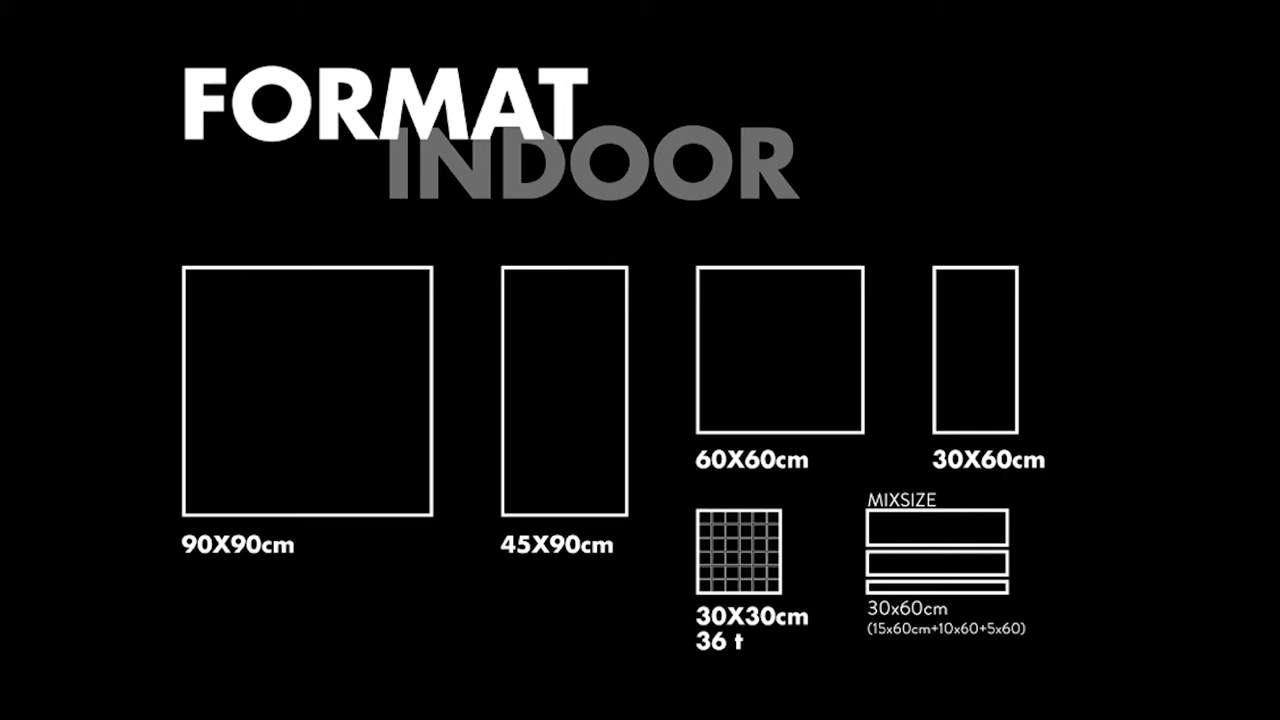 FORMAT
INDOOR
90X90cm
45X90cm
60X60cm
30X60cm
30X30cm
36 t
MIXSIZE
30x60cm
(15x60cm+10x60+5x60)